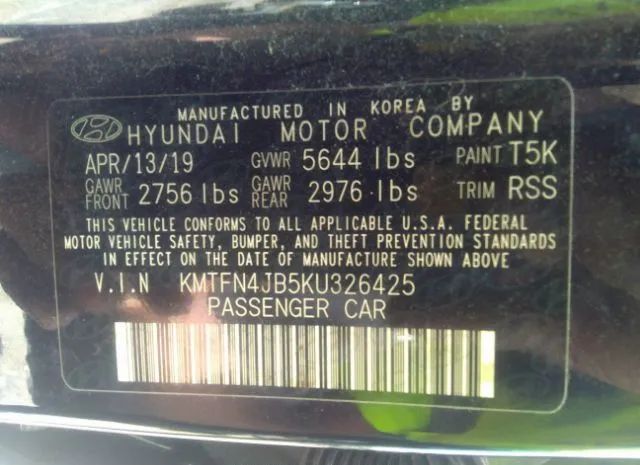 MANUFACTURED IN KOREA BY
HYUNDAI MOTOR COMPANY
APR/13/19 GVWR 5644 lbs PAINT T5K
GAWR FRONT 2756 lbs GAWR REAR 2976 lbs TRIM RSS
THIS VEHICLE CONFORMS TO ALL APPLICABLE U.S.A. FEDERAL
MOTOR VEHICLE SAFETY, BUMPER, AND THEFT PREVENTION STANDARDS
IN EFFECT ON THE DATE OF MANUFACTURE SHOWN ABOVE
V.I.N KMTFN4JB5KU326425
PASSENGER CAR